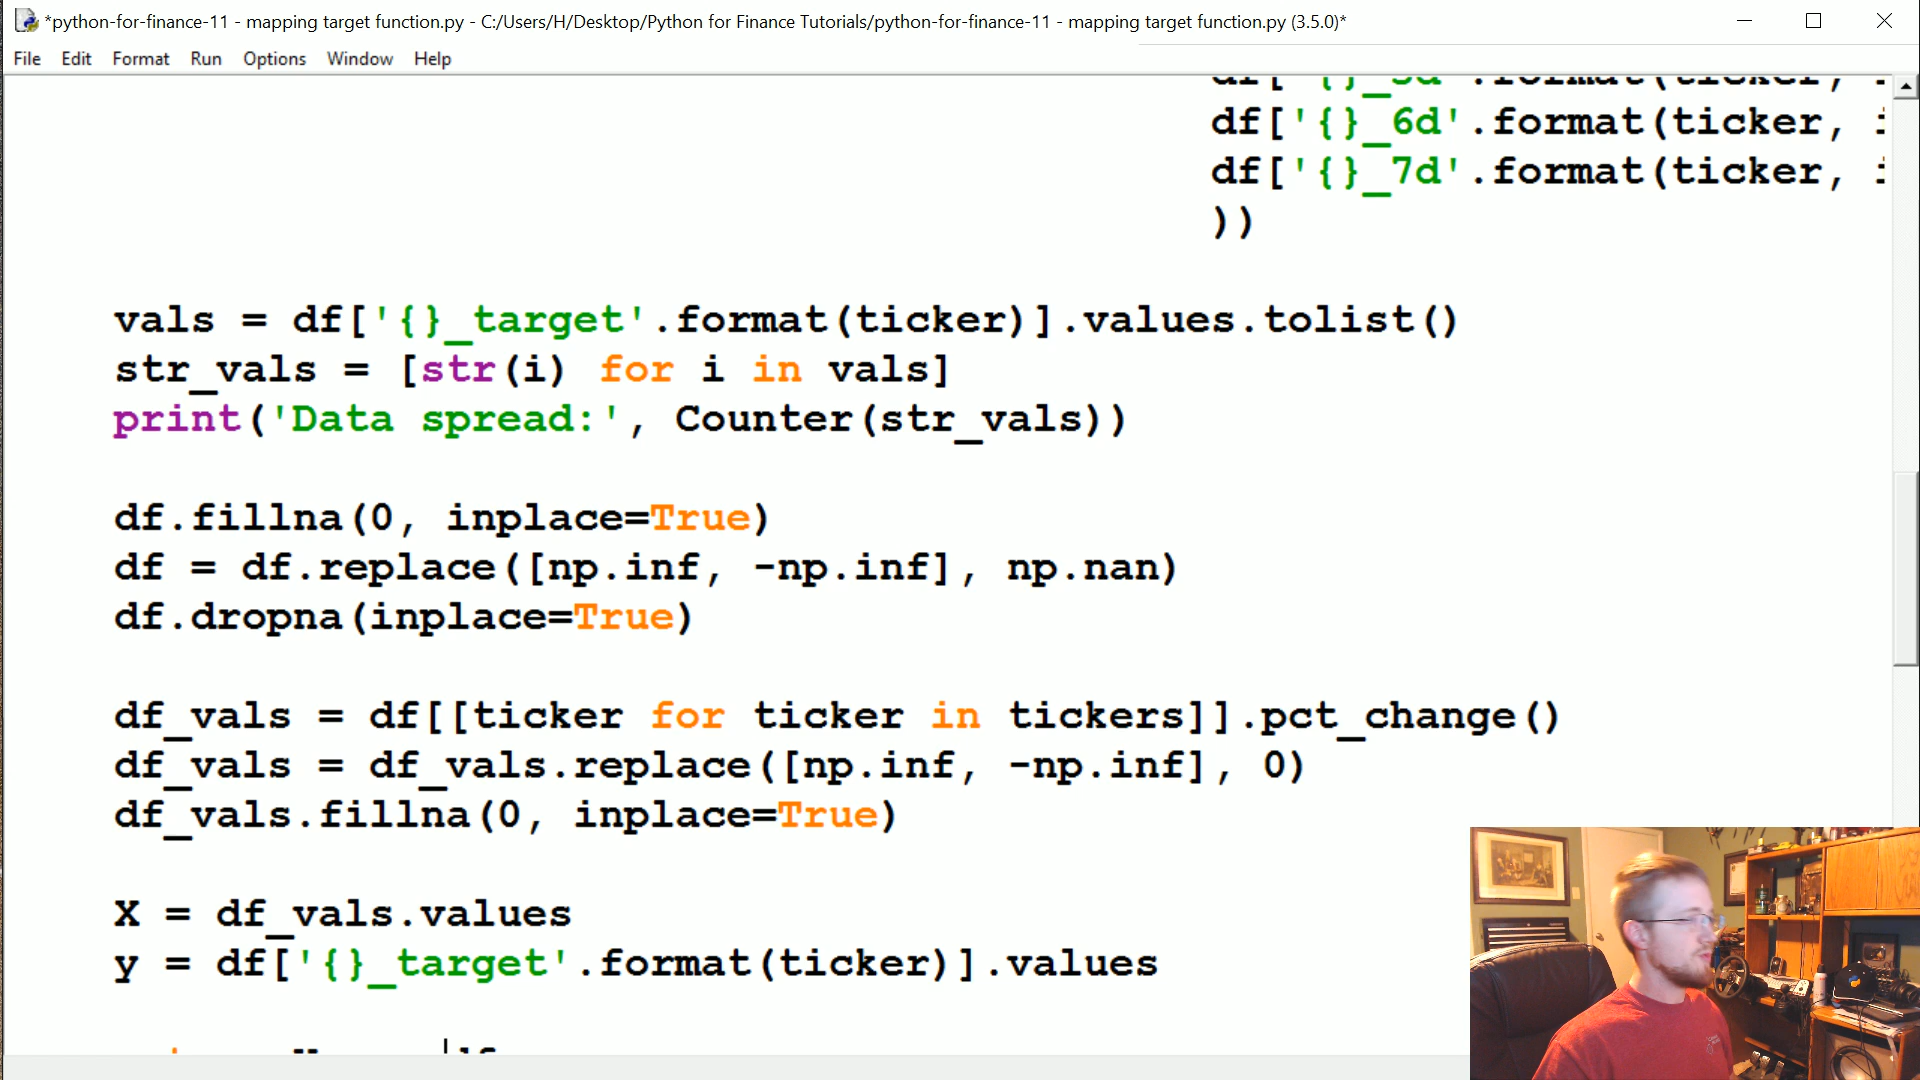 *python-for-finance-11 - mapping target function.py - C:/Users/H/Desktop/Python for Finance Tutorials/python-for-finance-11 - mapping target function.py (3.5.0)*
File Edit Format Run Options Window Help
df['{}_6d'.format(ticker, i
df['{}_7d'.format(ticker, i
))
vals = df['{}_target'.format(ticker)].values.tolist()
str_vals = [str(i) for i in vals]
print('Data spread:', Counter(str_vals))
df.fillna(0, inplace=True)
df = df.replace([np.inf, -np.inf], np.nan)
df.dropna(inplace=True)
df_vals = df[[ticker for ticker in tickers]].pct_change()
df_vals = df_vals.replace([np.inf, -np.inf], 0)
df_vals.fillna(0, inplace=True)
X = df_vals.values
y = df['{}_target'.format(ticker)].values